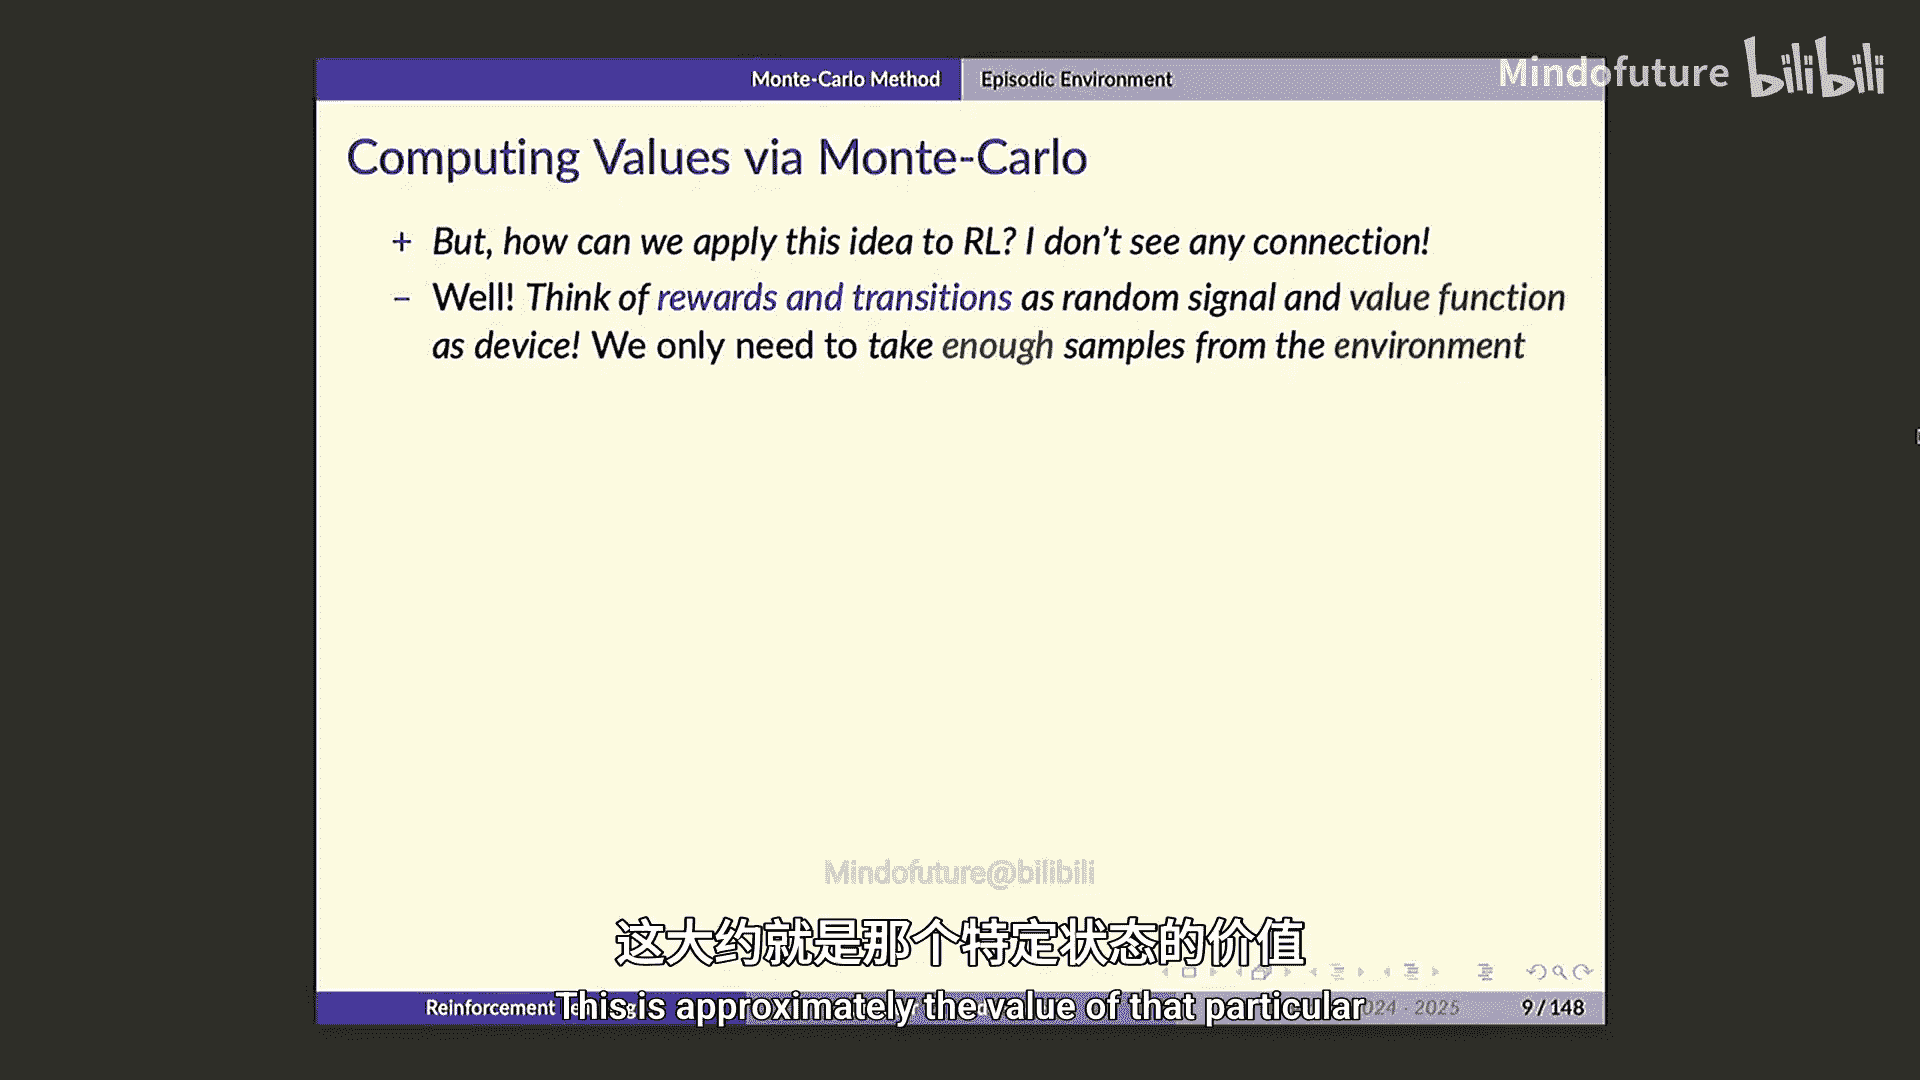 Monte-Carlo Method Episodic Environment
Mindofuture bilibili
Computing Values via Monte-Carlo
+ But, how can we apply this idea to RL? I don't see any connection!
– Well! Think of rewards and transitions as random signal and value function
as device! We only need to take enough samples from the environment
Mindofuture@bilibili
这大约就是那个特定状态的价值
Reinforcement
This is approximately the value of that particular
2024 - 2025
9/148